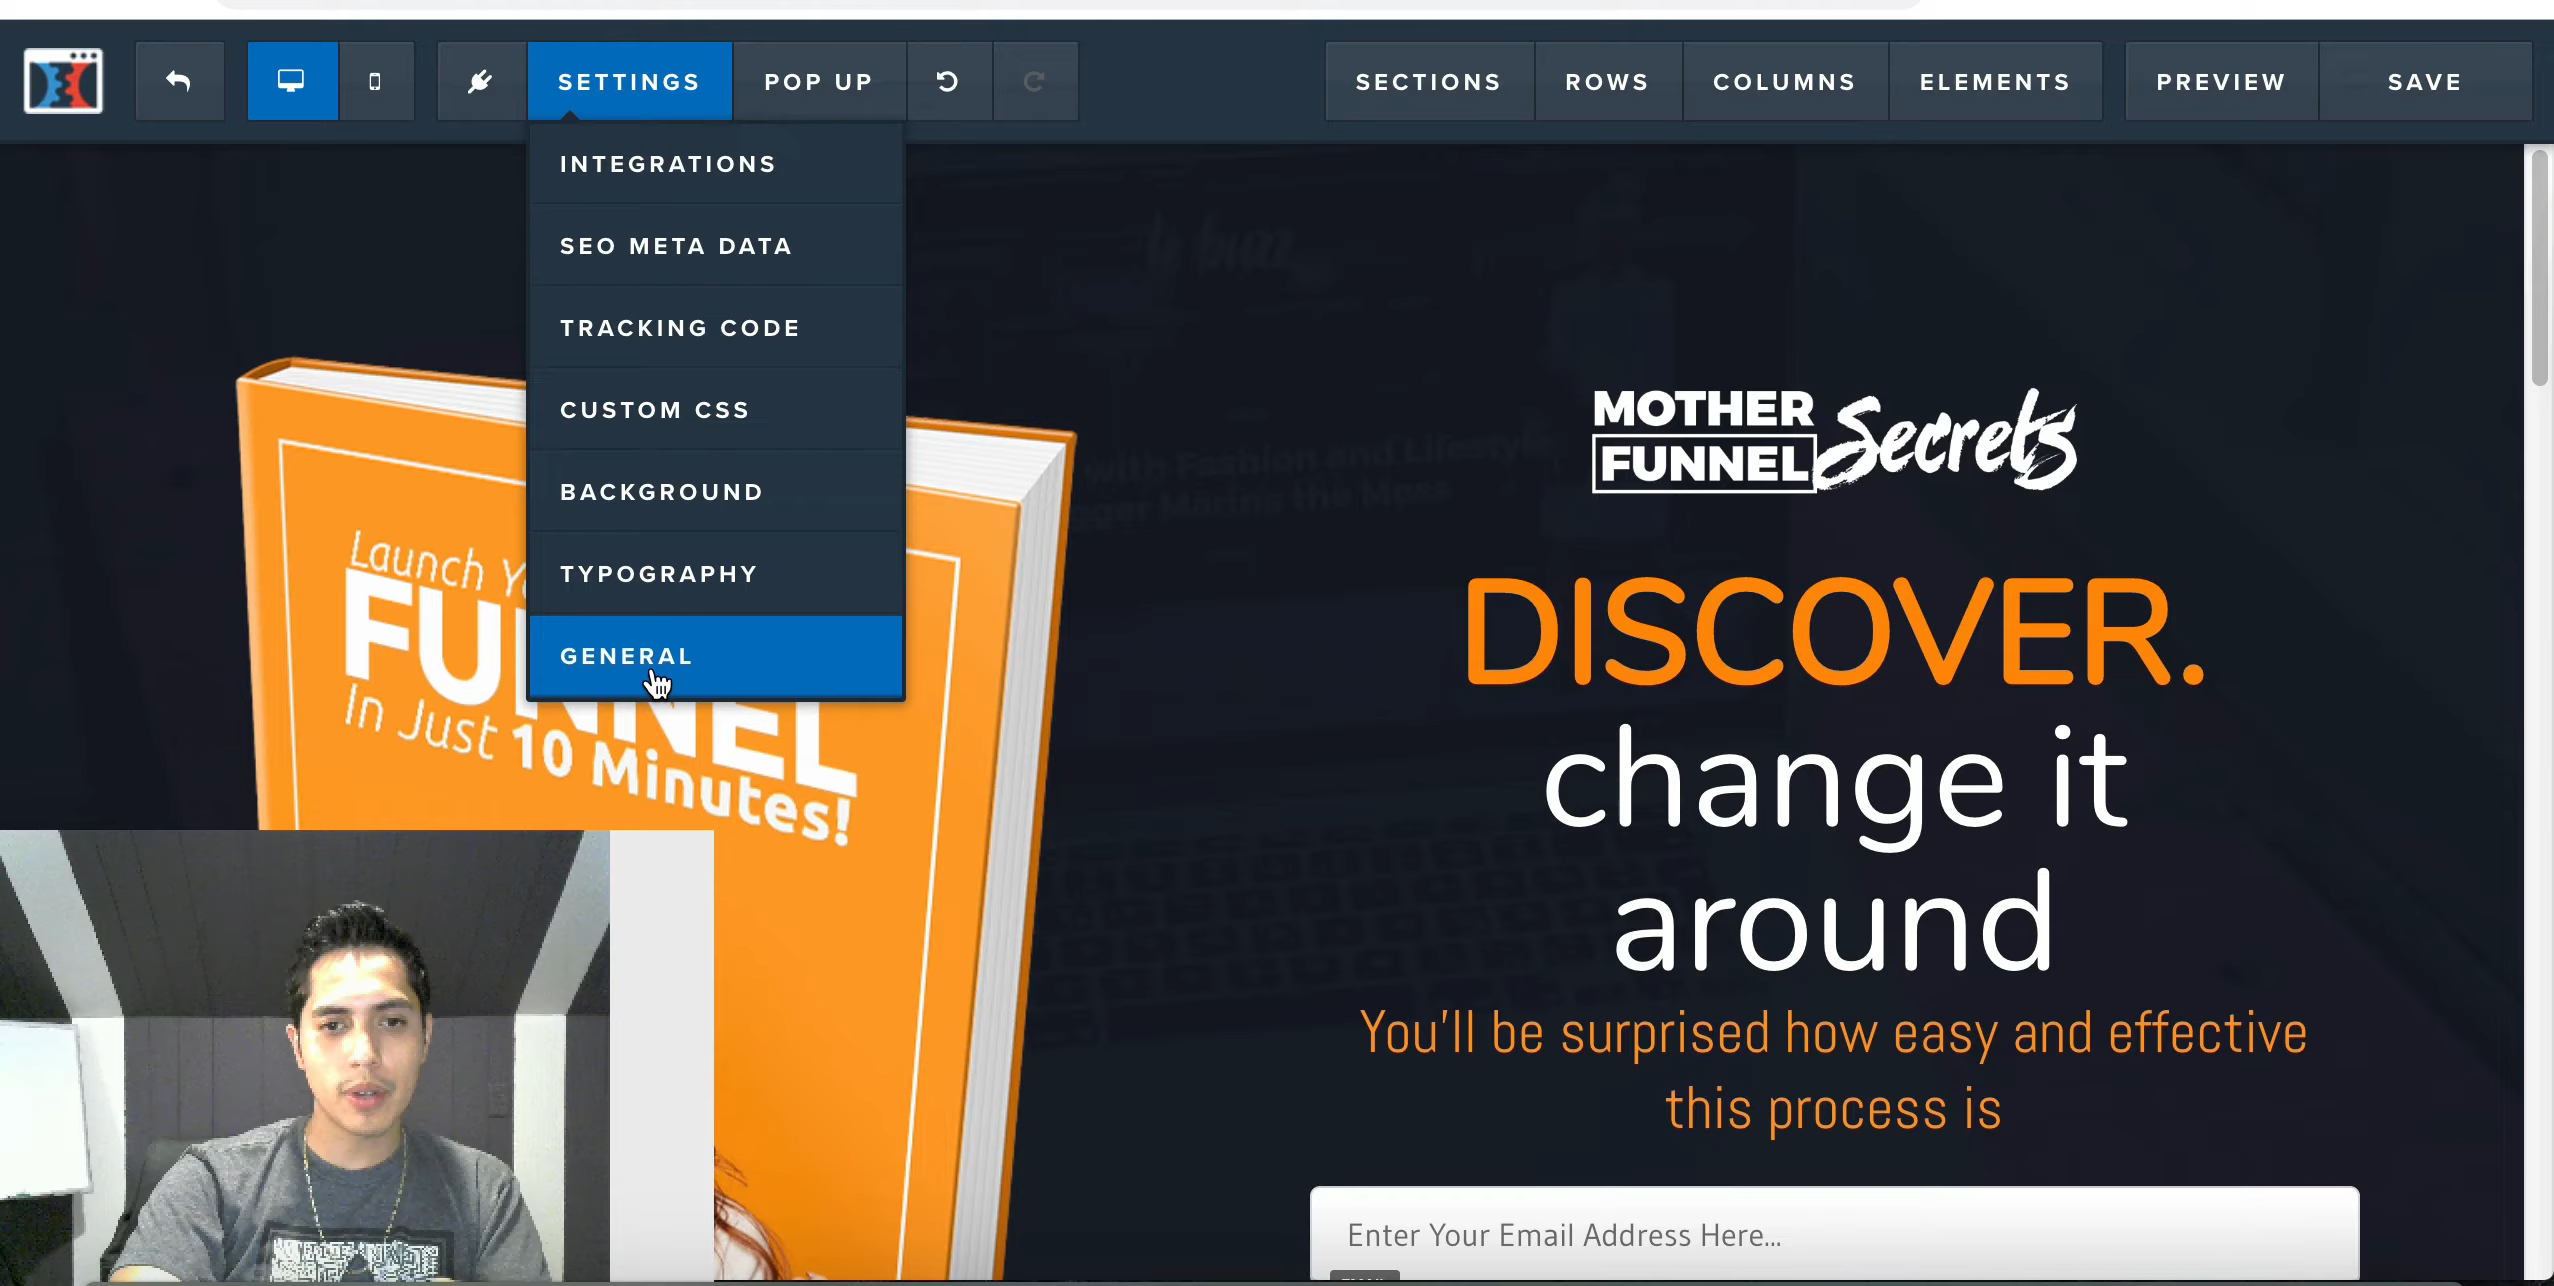 SETTINGS
POP UP
SECTIONS
ROWS
COLUMNS
ELEMENTS
PREVIEW
SAVE
INTEGRATIONS
SEO META DATA
TRACKING CODE
CUSTOM CSS
BACKGROUND
TYPOGRAPHY
GENERAL
Launch
FUNNEL
In Just 10 Minutes!
MOTHER
FUNNEL Secrets
DISCOVER.
change it
around
You'll be surprised how easy and effective
this process is
Enter Your Email Address Here...